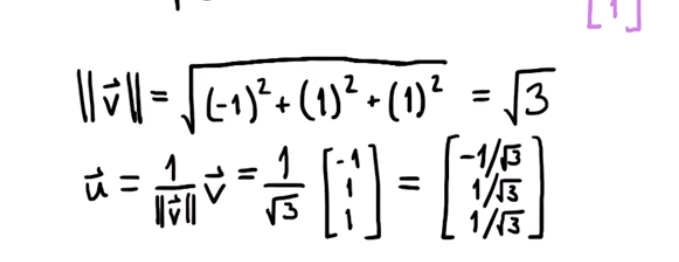 [1]
||v⃗|| = √((-1)² + (1)² + (1)²) = √3
u⃗ = 1/||v⃗|| v⃗ = 1/√3 [-1 1 1] = [-1/√3 1/√3 1/√3]